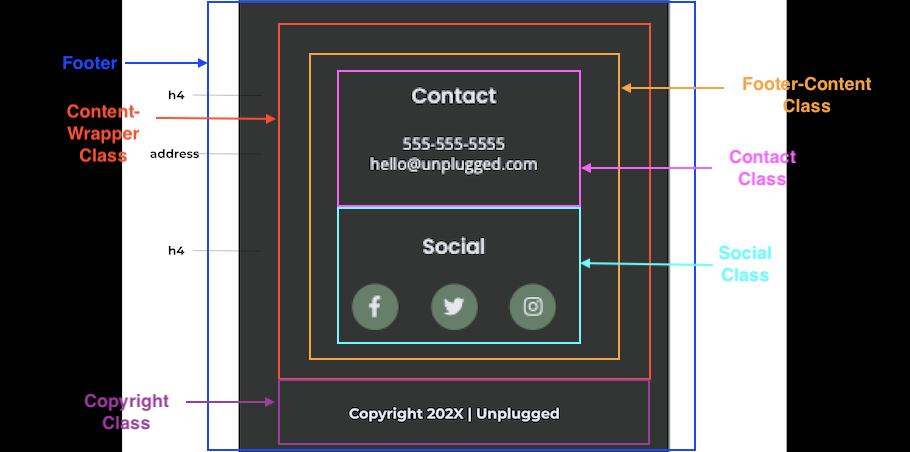 Footer
h4
Content-
Wrapper
Class
address
h4
Copyright
Class
Contact
555-555-5555
hello@unplugged.com
Social
Copyright 202X | Unplugged
Footer-Content
Class
Contact
Class
Social
Class